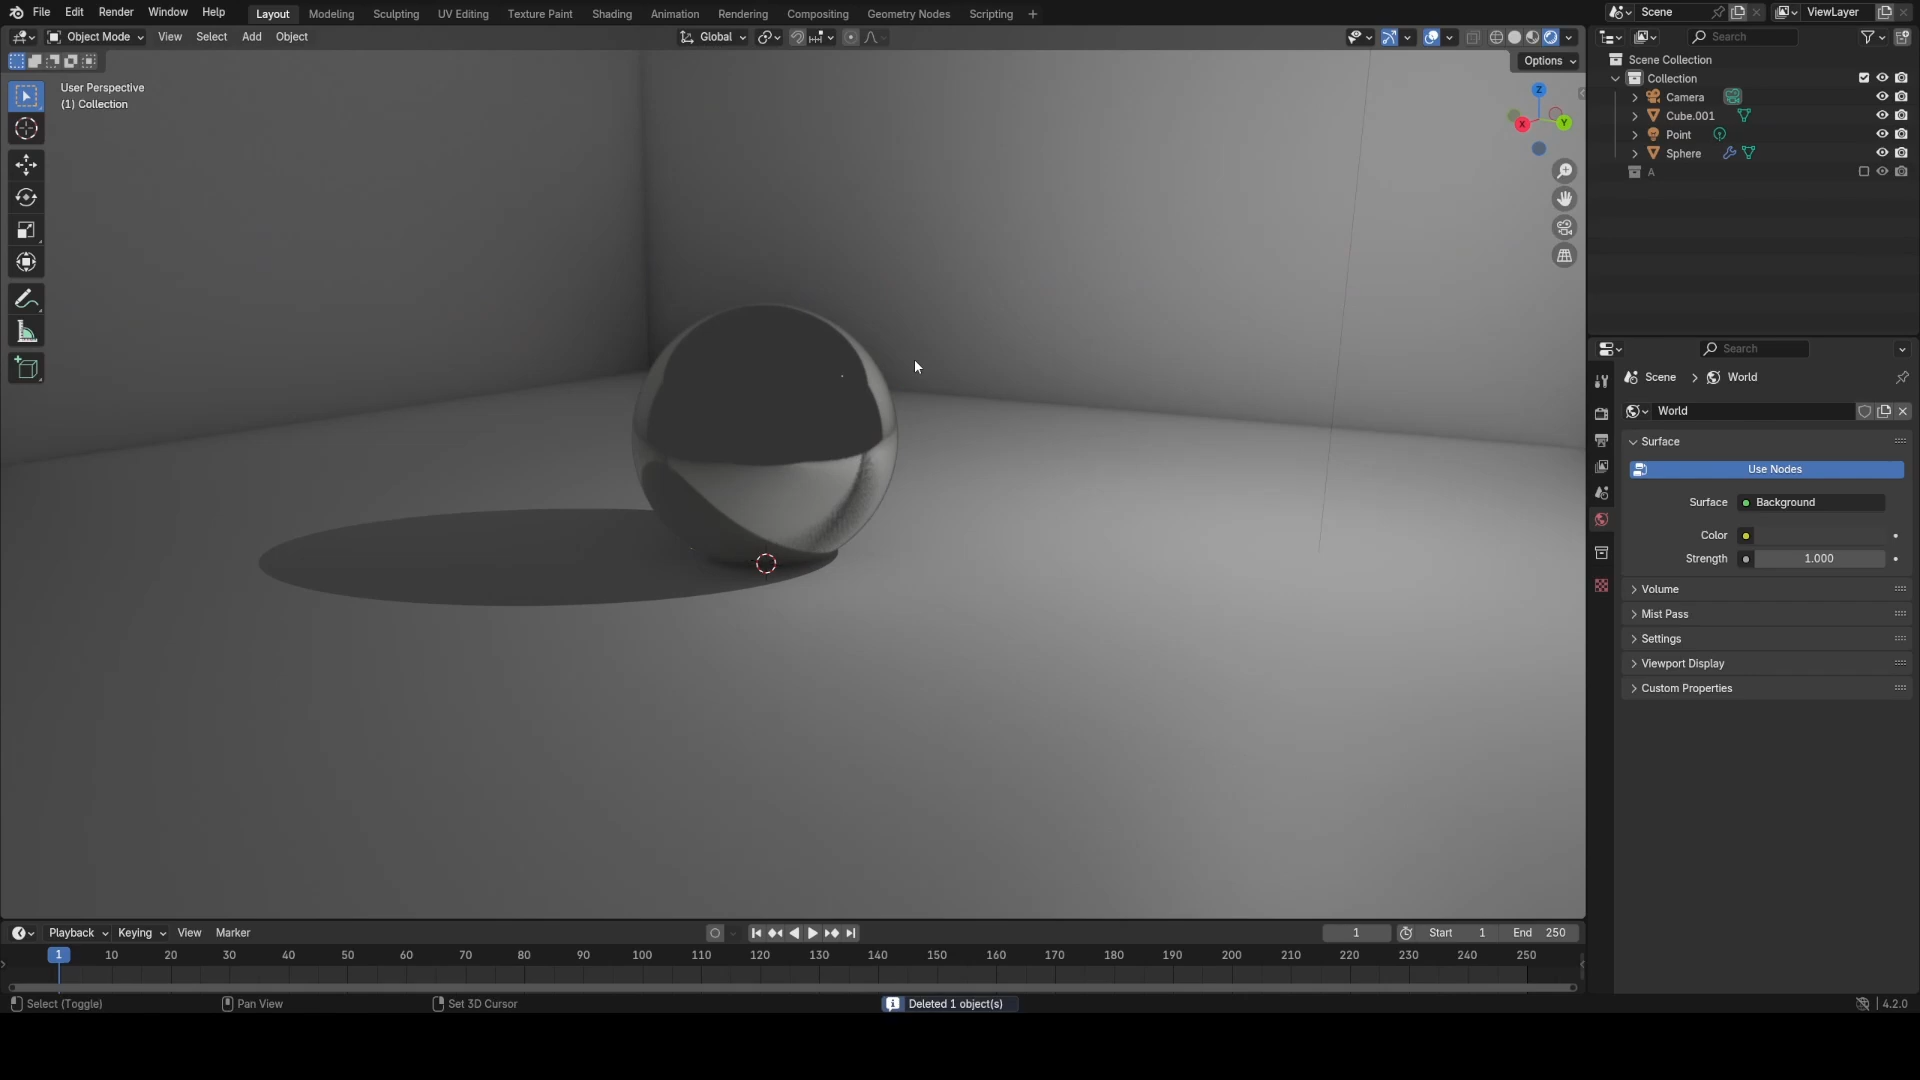 File Edit Render Window Help Layout Modeling Sculpting UV Editing Texture Paint Shading Animation Rendering Compositing Geometry Nodes Scripting + Scene ViewLayer
Object Mode View Select Add Object Global Search
Options
User Perspective
(1) Collection
Z
X
Y
Scene Collection
Collection
Camera
Cube.001
Point
Sphere
A
Search
Scene > World
World
Surface
Use Nodes
Surface Background
Color
Strength 1.000
Volume
Mist Pass
Settings
Viewport Display
Custom Properties
Playback Keying View Marker 1 Start 1 End 250
1 10 20 30 40 50 60 70 80 90 100 110 120 130 140 150 160 170 180 190 200 210 220 230 240 250
Select (Toggle) Pan View Set 3D Cursor Deleted 1 object(s) 4.2.0